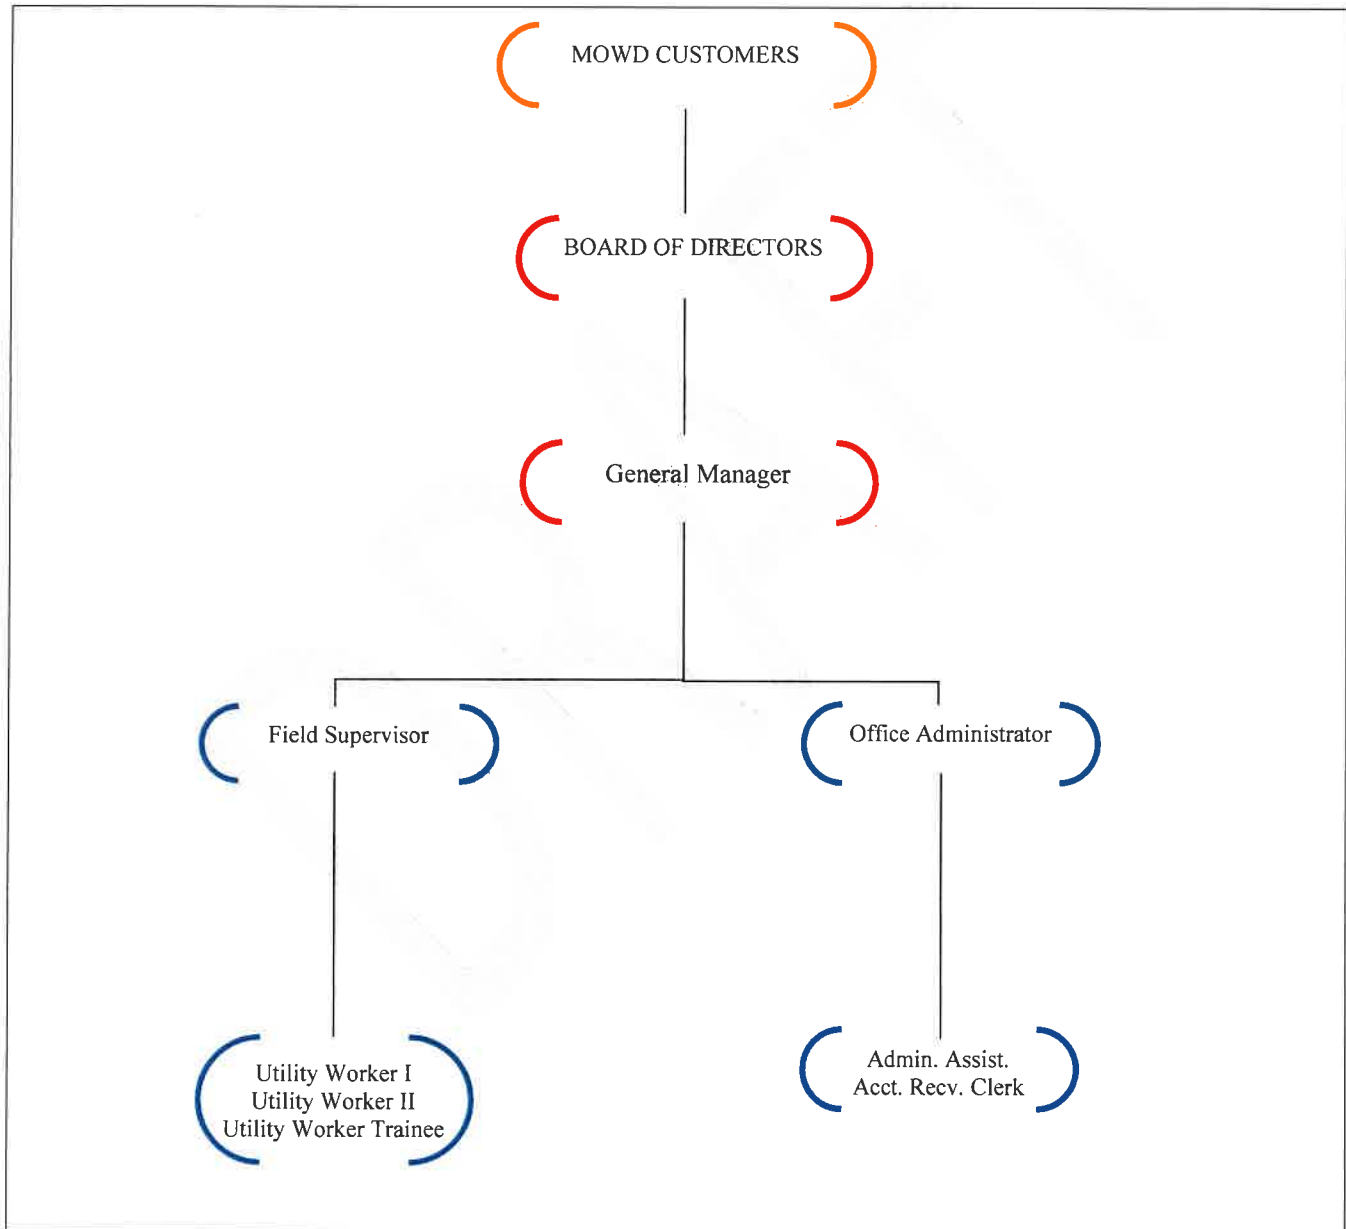 MOWD CUSTOMERS
BOARD OF DIRECTORS
General Manager
Field Supervisor
Office Administrator
Utility Worker I
Utility Worker II
Utility Worker Trainee
Admin. Assist.
Acct. Recv. Clerk